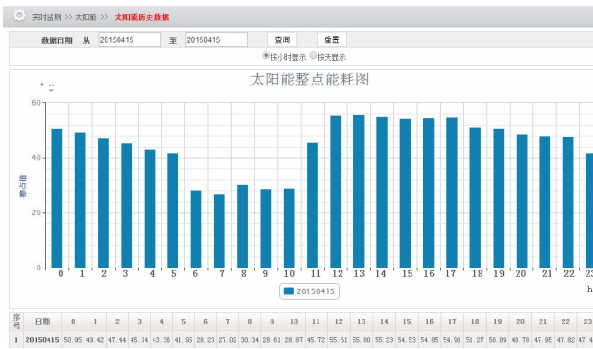 实时监测 >> 太阳能 >> 太阳能历史数据
数据日期 从 20150415 至 20150415 查询 重置
按小时显示 按天显示
太阳能整点能料图
°C
60
40
20
0
整点值
0 1 2 3 4 5 6 7 8 9 10 11 12 13 14 15 16 17 18 19 20 21 22 23
h
20150415
序号 日期 0 1 2 3 4 5 6 7 8 9 10 11 12 13 14 15 16 17 18 19 20 21 22 23
1 20150415 50.95 49.42 47.44 45.34 43.36 41.95 28.23 27.02 30.34 28.61 28.87 45.72 55.51 55.80 55.23 54.53 54.85 54.91 51.27 50.89 48.78 47.95 47.82 47.4